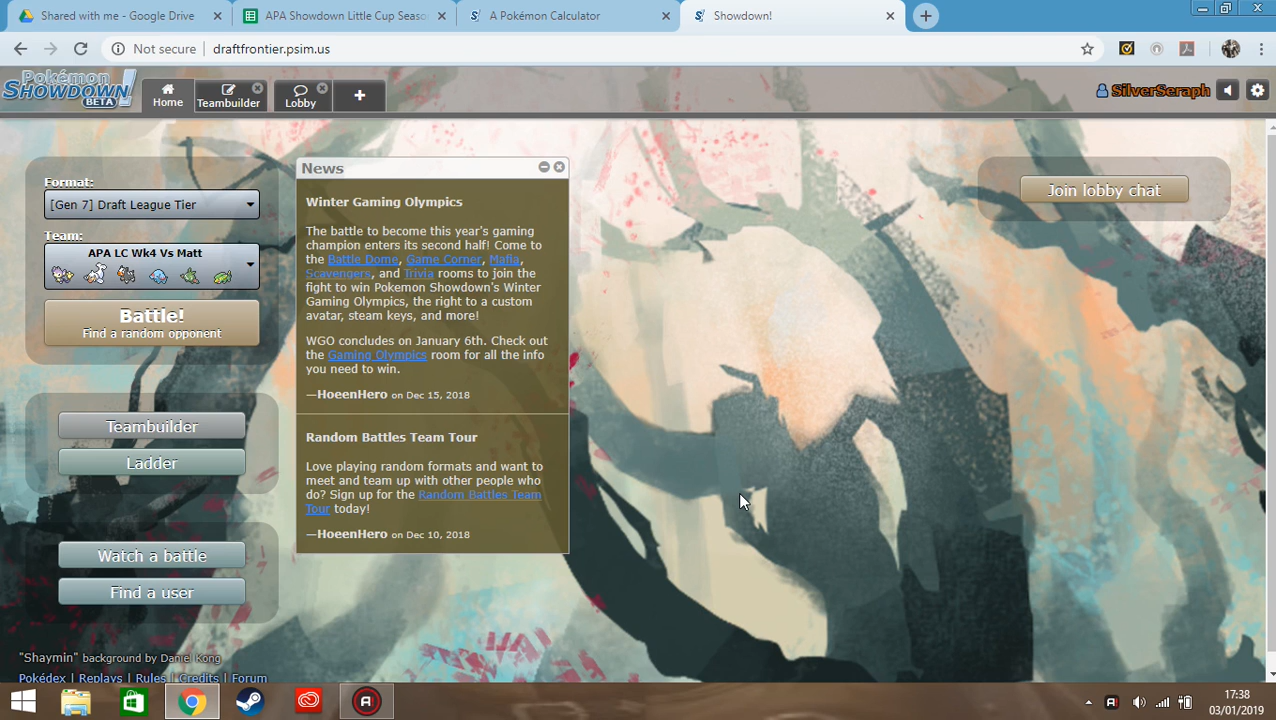 Shared with me - Google Drive
APA Showdown Little Cup Seaso
A Pokémon Calculator
Showdown!
Not secure
draftfrontier.psim.us
Pokémon
SHOWDOWN!
BETA
Home
Teambuilder
Lobby
SilverSeraph
Format:
[Gen 7] Draft League Tier
Team:
APA LC Wk4 Vs Matt
Battle!
Find a random opponent
Teambuilder
Ladder
Watch a battle
Find a user
"Shaymin" background by Daniel Kong
Pokédex | Replays | Rules | Credits | Forum
News
Winter Gaming Olympics
The battle to become this year's gaming
champion enters its second half! Come to
the Battle Dome, Game Corner, Mafia,
Scavengers, and Trivia rooms to join the
fight to win Pokemon Showdown's Winter
Gaming Olympics, the right to a custom
avatar, steam keys, and more!
WGO concludes on January 6th. Check out
the Gaming Olympics room for all the info
you need to win.
—HoeenHero on Dec 15, 2018
Random Battles Team Tour
Love playing random formats and want to
meet and team up with other people who
do? Sign up for the Random Battles Team
Tour today!
—HoeenHero on Dec 10, 2018
Join lobby chat
17:38
03/01/2019